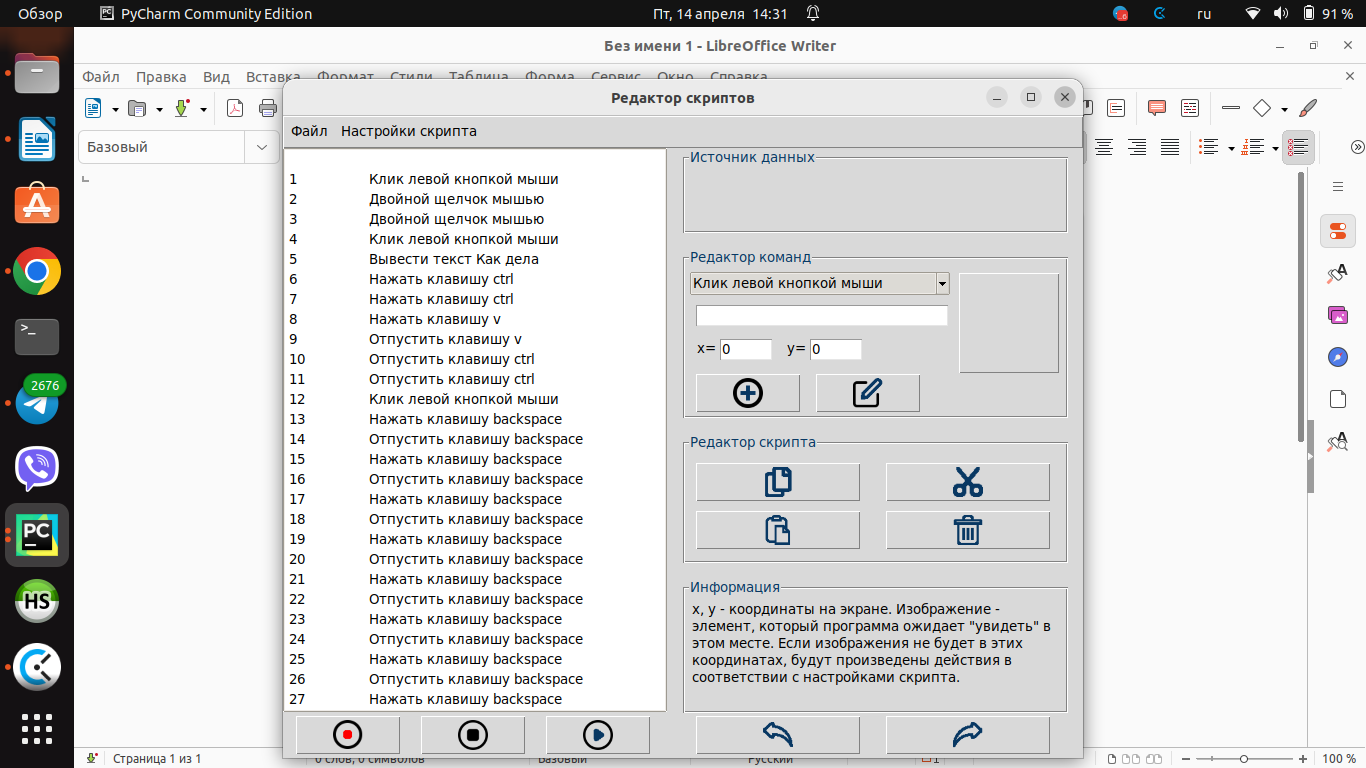 Обзор PyCharm Community Edition Пт, 14 апреля 14:31 ru 91 %
Без имени 1 - LibreOffice Writer
Файл Правка Вид Вставка Формат Стили Таблица Форма Сервис Окно Справка
Редактор скриптов
Файл Настройки скрипта
Базовый
Источник данных
1 Клик левой кнопкой мыши
2 Двойной щелчок мышью
3 Двойной щелчок мышью
4 Клик левой кнопкой мыши
5 Вывести текст Как дела
6 Нажать клавишу ctrl
7 Нажать клавишу ctrl
8 Нажать клавишу v
9 Отпустить клавишу v
10 Отпустить клавишу ctrl
11 Отпустить клавишу ctrl
12 Клик левой кнопкой мыши
13 Нажать клавишу backspace
14 Отпустить клавишу backspace
15 Нажать клавишу backspace
16 Отпустить клавишу backspace
17 Нажать клавишу backspace
18 Отпустить клавишу backspace
19 Нажать клавишу backspace
20 Отпустить клавишу backspace
21 Нажать клавишу backspace
22 Отпустить клавишу backspace
23 Нажать клавишу backspace
24 Отпустить клавишу backspace
25 Нажать клавишу backspace
26 Отпустить клавишу backspace
27 Нажать клавишу backspace
Редактор команд
Клик левой кнопкой мыши
x= 0 y= 0
Редактор скрипта
Информация
x, y - координаты на экране. Изображение -
элемент, который программа ожидает "увидеть" в
этом месте. Если изображения не будет в этих
координатах, будут произведены действия в
соответствии с настройками скрипта.
2676
PC
HS
Страница 1 из 1 0 слов, 0 символов Базовый Русский 100 %